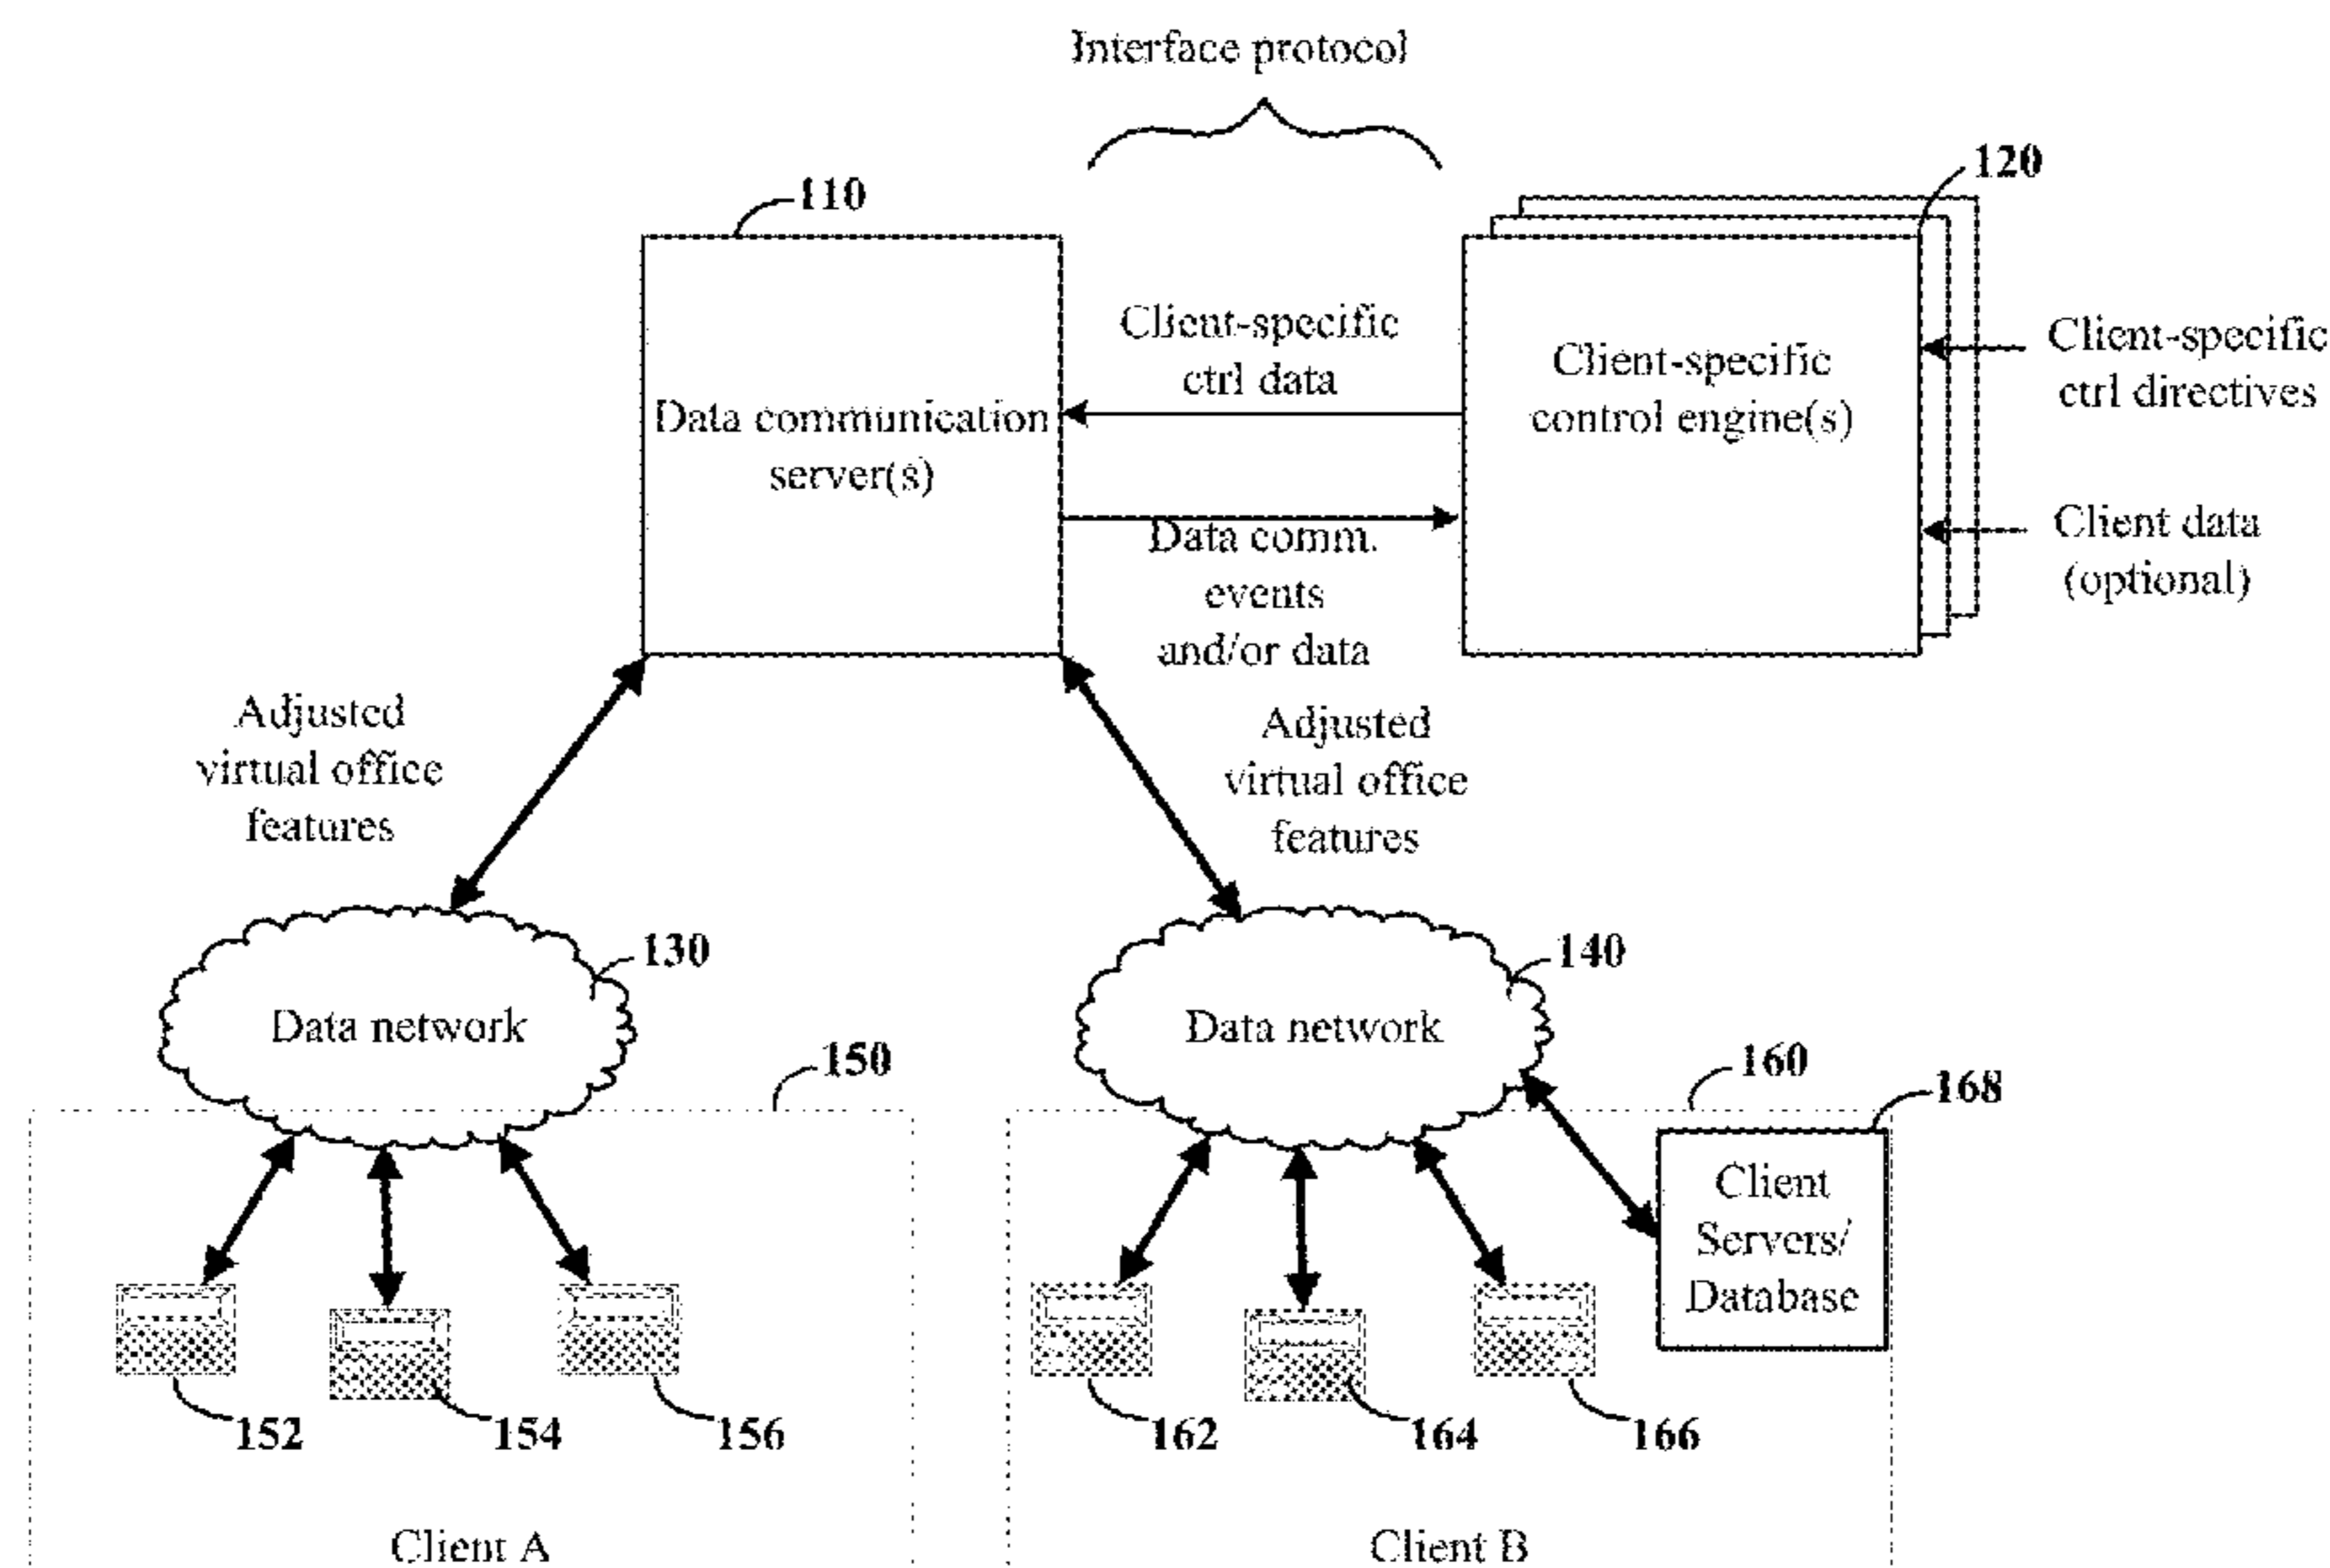 Interface protocol
110
120
Client-specific
ctrl data
Data communication
server(s)
Client-specific
control engine(s)
Client-specific
ctrl directives
Data comm.
events
and/or data
Client data
(optional)
Adjusted
virtual office
features
Adjusted
virtual office
features
130
Data network
140
Data network
150
160
168
Client
Servers/
Database
152
154
156
162
164
166
Client A
Client B